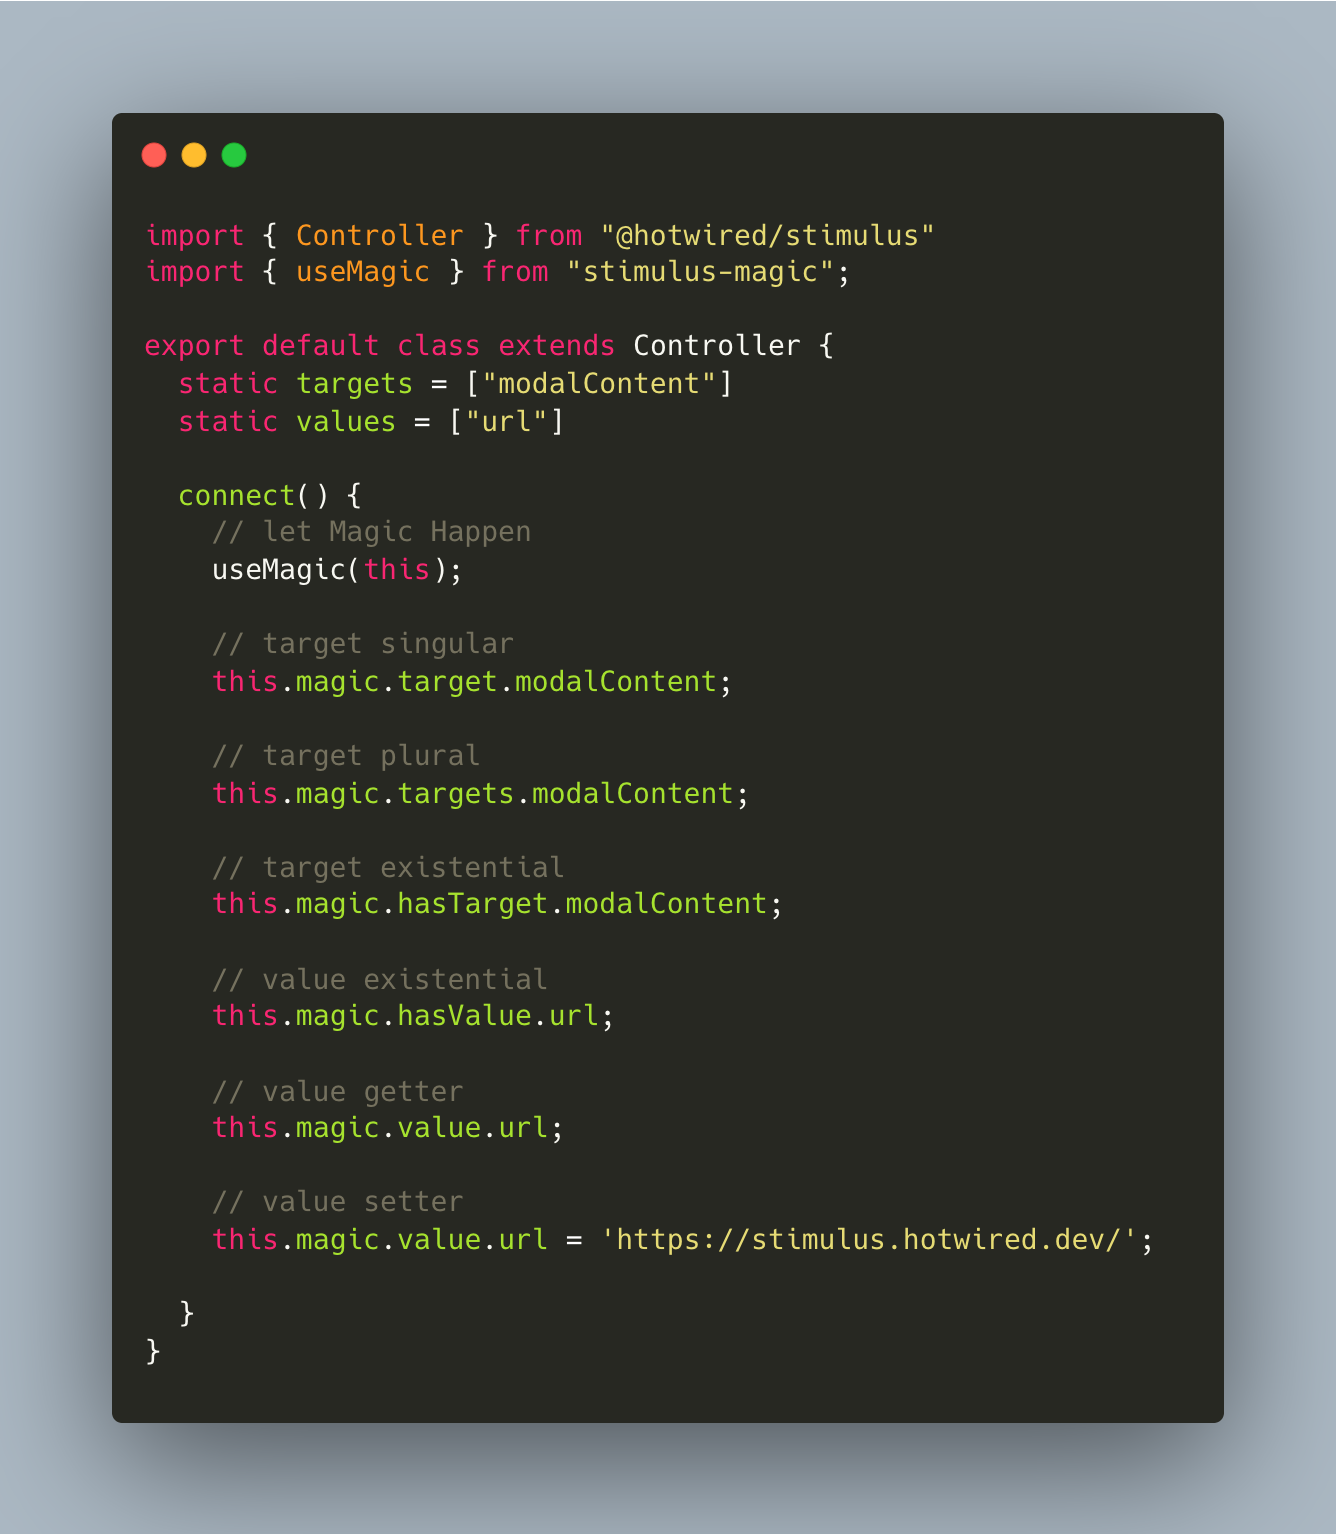 import { Controller } from "@hotwired/stimulus"
import { useMagic } from "stimulus-magic";
export default class extends Controller {
static targets = ["modalContent"]
static values = ["url"]
connect() {
// let Magic Happen
useMagic(this);
// target singular
this.magic.target.modalContent;
// target plural
this.magic.targets.modalContent;
// target existential
this.magic.hasTarget.modalContent;
// value existential
this.magic.hasValue.url;
// value getter
this.magic.value.url;
// value setter
this.magic.value.url = 'https://stimulus.hotwired.dev/';
}
}